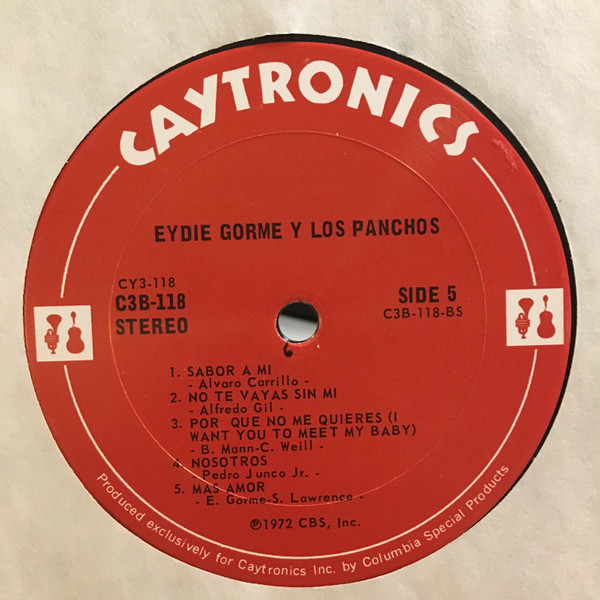 CAYTRONICS
EYDIE GORME Y LOS PANCHOS
CY3-118
C3B-118
STEREO
SIDE 5
C3B-118-BS
1. SABOR A MI
- Alvaro Carrillo -
2. NO TE VAYAS SIN MI
- Alfredo Gil -
3. POR QUE NO ME QUIERES (I
WANT YOU TO MEET MY BABY)
- B. Mann-C. Weill -
4. NOSOTROS
- Pedro Junco Jr. -
5. MAS AMOR
- E. Gorme-S. Lawrence -
℗1972 CBS, Inc.
Produced exclusively for Caytronics Inc. by Columbia Special Products